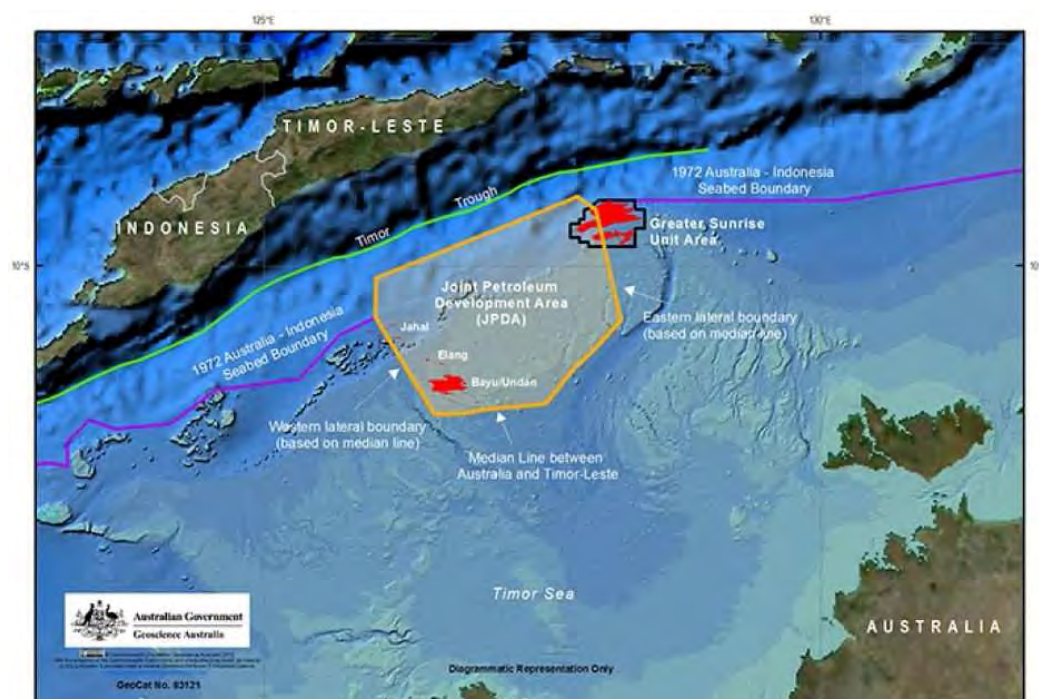 125°E
130°E
TIMOR-LESTE
INDONESIA
1972 Australia - Indonesia
Seabed Boundary
Trough
Timor
Greater Sunrise
Unit Area
10°S
10°
Joint Petroleum
Development Area
(JPDA)
Eastern lateral boundary
(based on median line)
Jahal
1972 Australia - Indonesia
Seabed Boundary
Elang
Bayu/Undan
Western lateral boundary
(based on median line)
Median Line between
Australia and Timor-Leste
Timor Sea
AUSTRALIA
Australian Government
Geoscience Australia
Diagrammatic Representation Only
GeoCat No. 83121